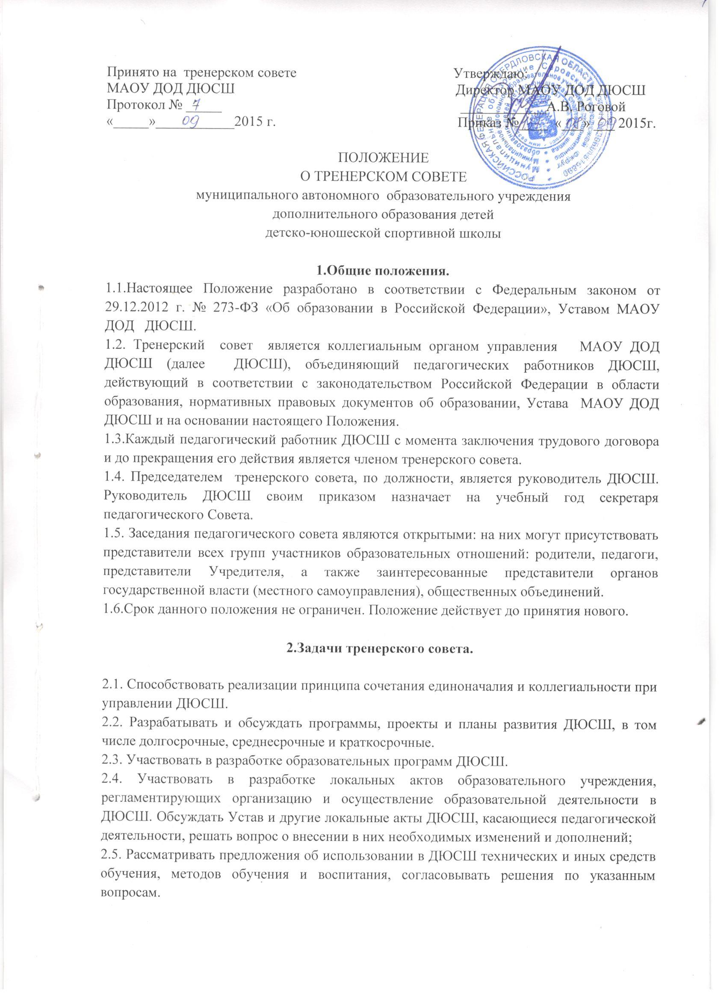 Принято на тренерском совете
МАОУ ДОД ДЮСШ
Протокол № 7
«_____»____09_____2015 г.
Утверждаю:
Директор МАОУ ДОД ДЮСШ
____________А.В. Роговой
Приказ № « » 09 2015г.
РОССИЙСКАЯ ФЕДЕРАЦИЯ СВЕРДЛОВСКАЯ ОБЛАСТЬ
Муниципальное образование Серовский городской округ
ПОЛОЖЕНИЕ
О ТРЕНЕРСКОМ СОВЕТЕ
муниципального автономного образовательного учреждения
дополнительного образования детей
детско-юношеской спортивной школы
1.Общие положения.
1.1.Настоящее Положение разработано в соответствии с Федеральным законом от
29.12.2012 г. № 273-ФЗ «Об образовании в Российской Федерации», Уставом МАОУ
ДОД ДЮСШ.
1.2. Тренерский совет является коллегиальным органом управления МАОУ ДОД
ДЮСШ (далее ДЮСШ), объединяющий педагогических работников ДЮСШ,
действующий в соответствии с законодательством Российской Федерации в области
образования, нормативных правовых документов об образовании, Устава МАОУ ДОД
ДЮСШ и на основании настоящего Положения.
1.3.Каждый педагогический работник ДЮСШ с момента заключения трудового договора
и до прекращения его действия является членом тренерского совета.
1.4. Председателем тренерского совета, по должности, является руководитель ДЮСШ.
Руководитель ДЮСШ своим приказом назначает на учебный год секретаря
педагогического Совета.
1.5. Заседания педагогического совета являются открытыми: на них могут присутствовать
представители всех групп участников образовательных отношений: родители, педагоги,
представители Учредителя, а также заинтересованные представители органов
государственной власти (местного самоуправления), общественных объединений.
1.6.Срок данного положения не ограничен. Положение действует до принятия нового.
2.Задачи тренерского совета.
2.1. Способствовать реализации принципа сочетания единоначалия и коллегиальности при
управлении ДЮСШ.
2.2. Разрабатывать и обсуждать программы, проекты и планы развития ДЮСШ, в том
числе долгосрочные, среднесрочные и краткосрочные.
2.3. Участвовать в разработке образовательных программ ДЮСШ.
2.4. Участвовать в разработке локальных актов образовательного учреждения,
регламентирующих организацию и осуществление образовательной деятельности в
ДЮСШ. Обсуждать Устав и другие локальные акты ДЮСШ, касающиеся педагогической
деятельности, решать вопрос о внесении в них необходимых изменений и дополнений;
2.5. Рассматривать предложения об использовании в ДЮСШ технических и иных средств
обучения, методов обучения и воспитания, согласовывать решения по указанным
вопросам.